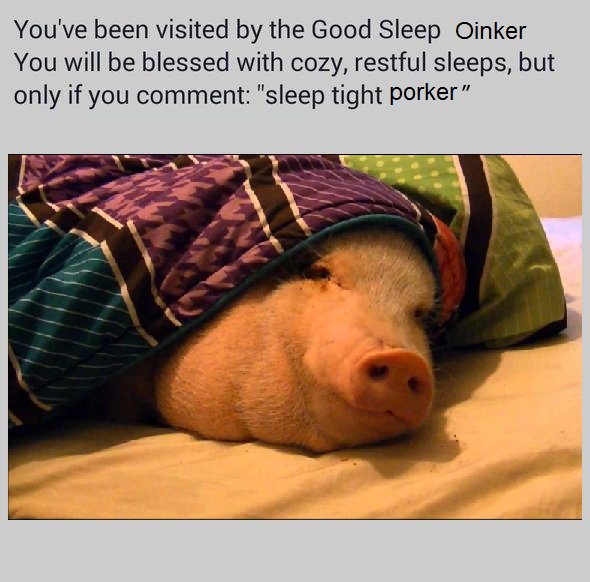 You've been visited by the Good Sleep Oinker
You will be blessed with cozy, restful sleeps, but
only if you comment: "sleep tight porker"